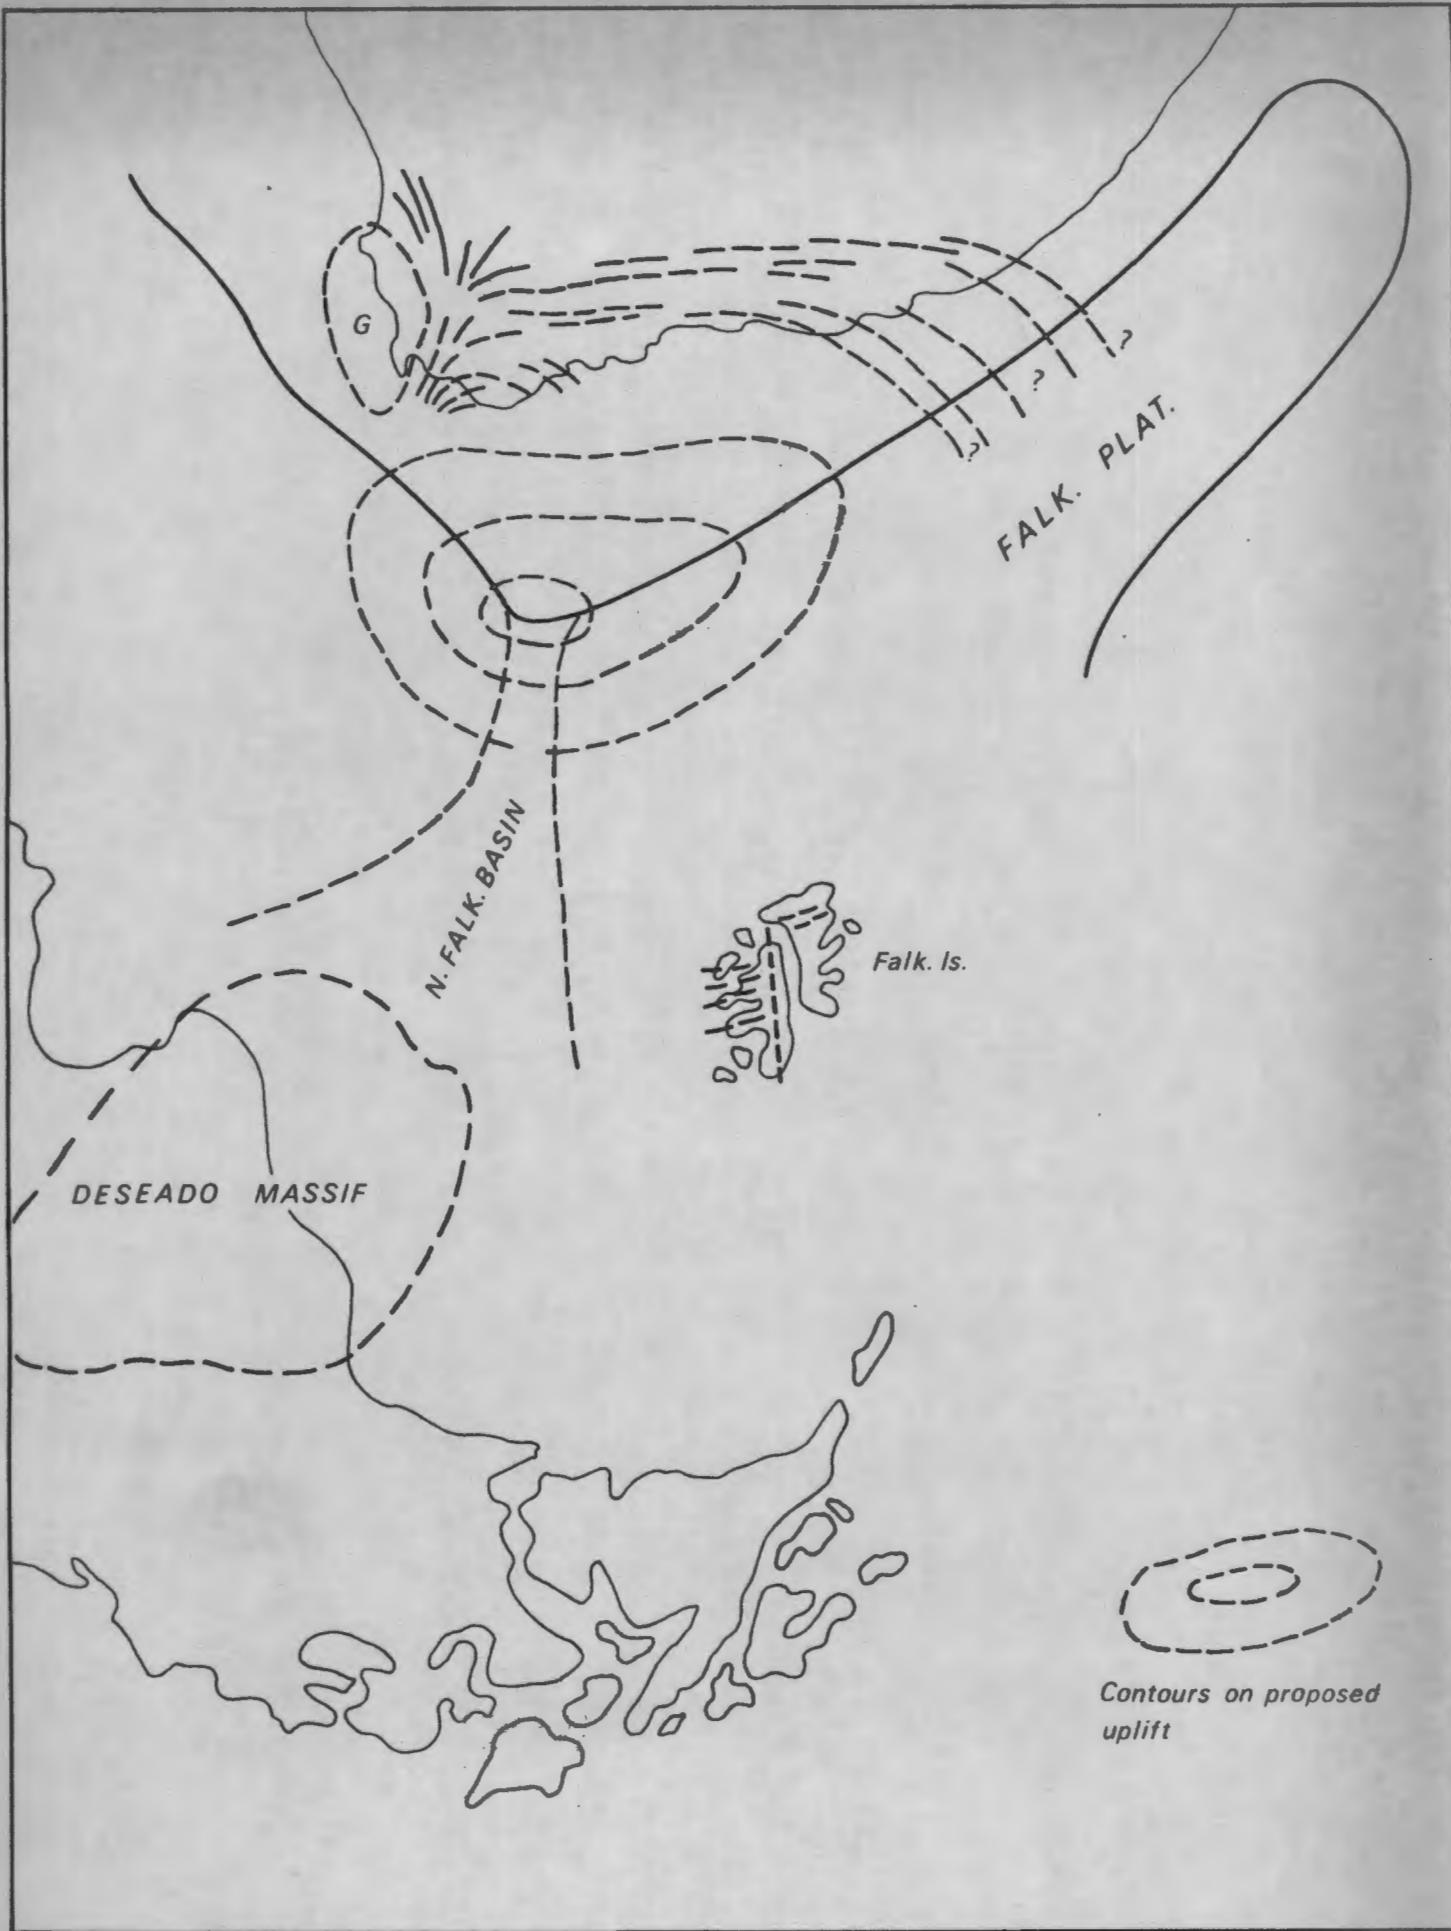 G
?
?
?
FALK. PLAT.
N. FALK. BASIN
Falk. Is.
DESEADO MASSIF
Contours on proposed
uplift